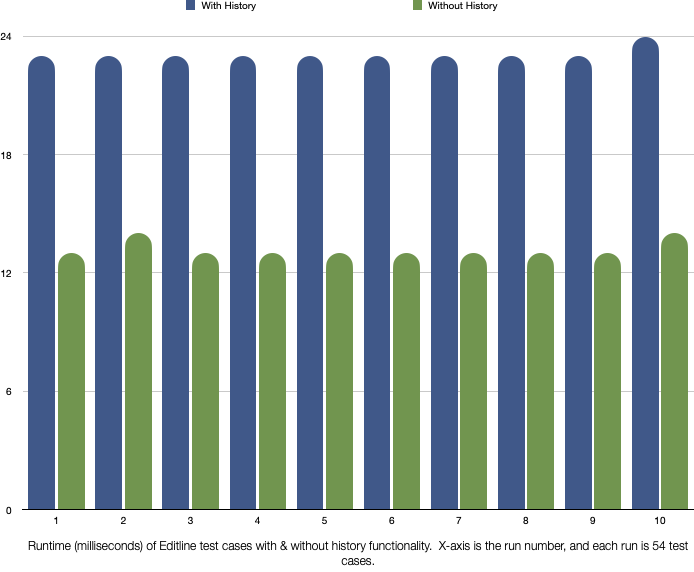 With History Without History
24
18
12
6
0
1 2 3 4 5 6 7 8 9 10
Runtime (milliseconds) of Editline test cases with & without history functionality.  X-axis is the run number, and each run is 54 test
cases.